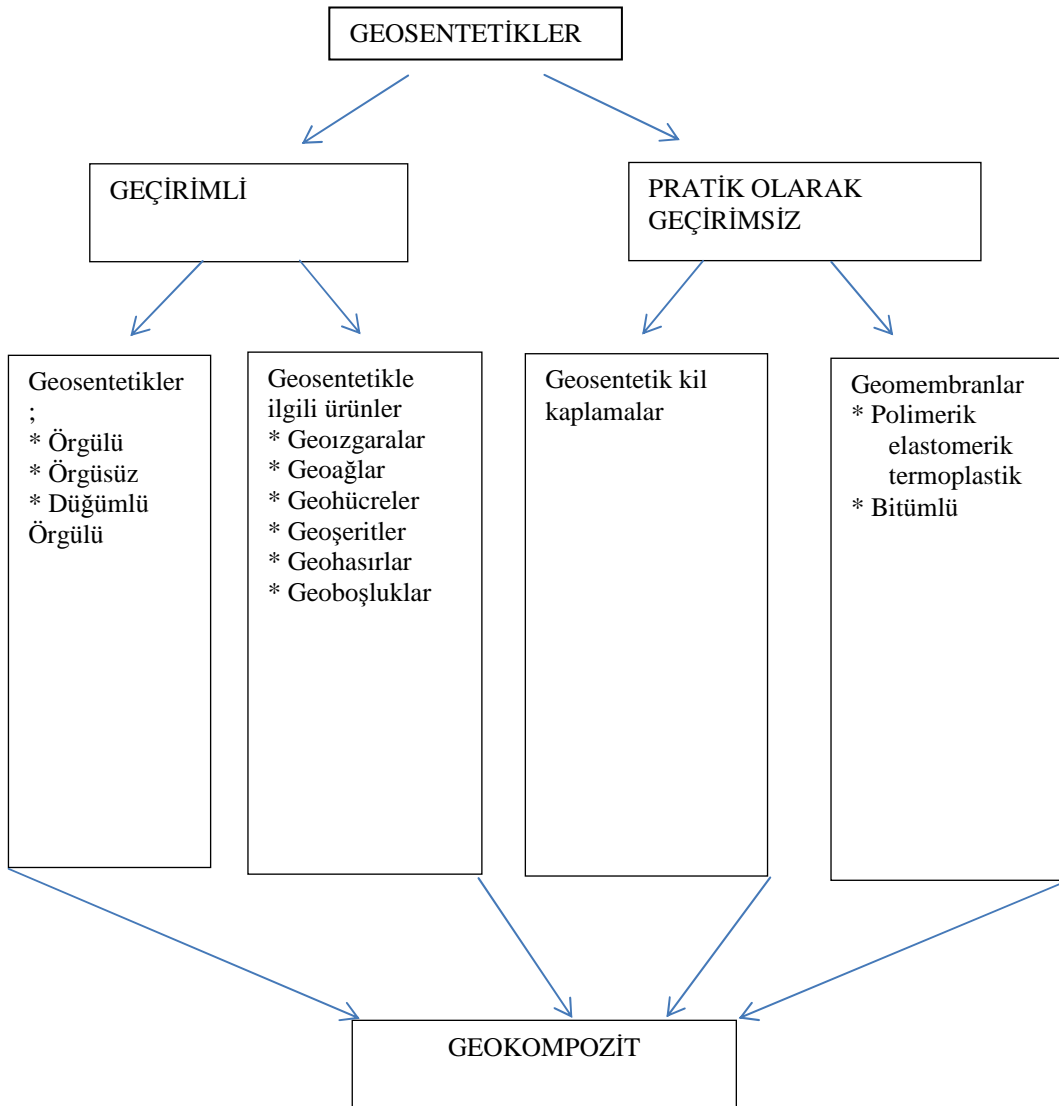 GEOSENTETİKLER
GEÇİRİMLİ
PRATİK OLARAK
GEÇİRİMSİZ
Geosentetikler
;
* Örgülü
* Örgüsüz
* Düğümlü
Örgülü
Geosentetikle
ilgili ürünler
* Geoızgaralar
* Geoağlar
* Geohücreler
* Geoşeritler
* Geohasırlar
* Geoboşluklar
Geosentetik kil
kaplamalar
Geomembranlar
* Polimerik
elastomerik
termoplastik
* Bitümlü
GEOKOMPOZİT